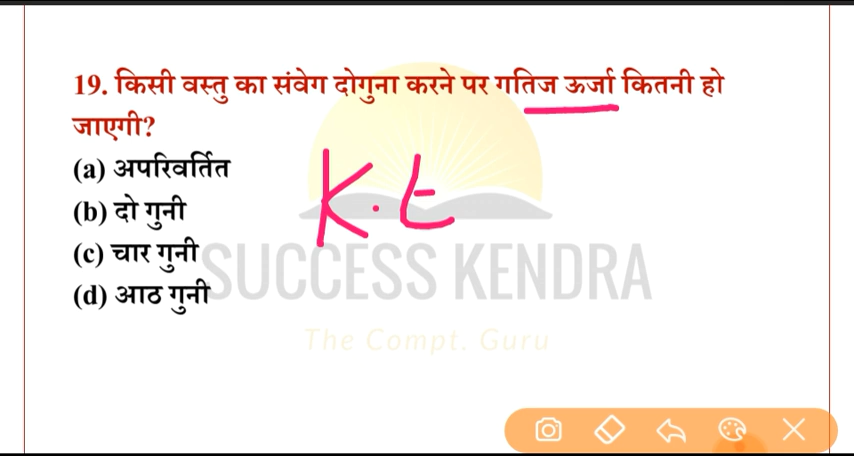 19. किसी वस्तु का संवेग दोगुना करने पर गतिज ऊर्जा कितनी हो
जाएगी?
(a) अपरिवर्तित
(b) दो गुनी
(c) चार गुनी
(d) आठ गुनी
K.E
SUCCESS KENDRA
The Compt. Guru